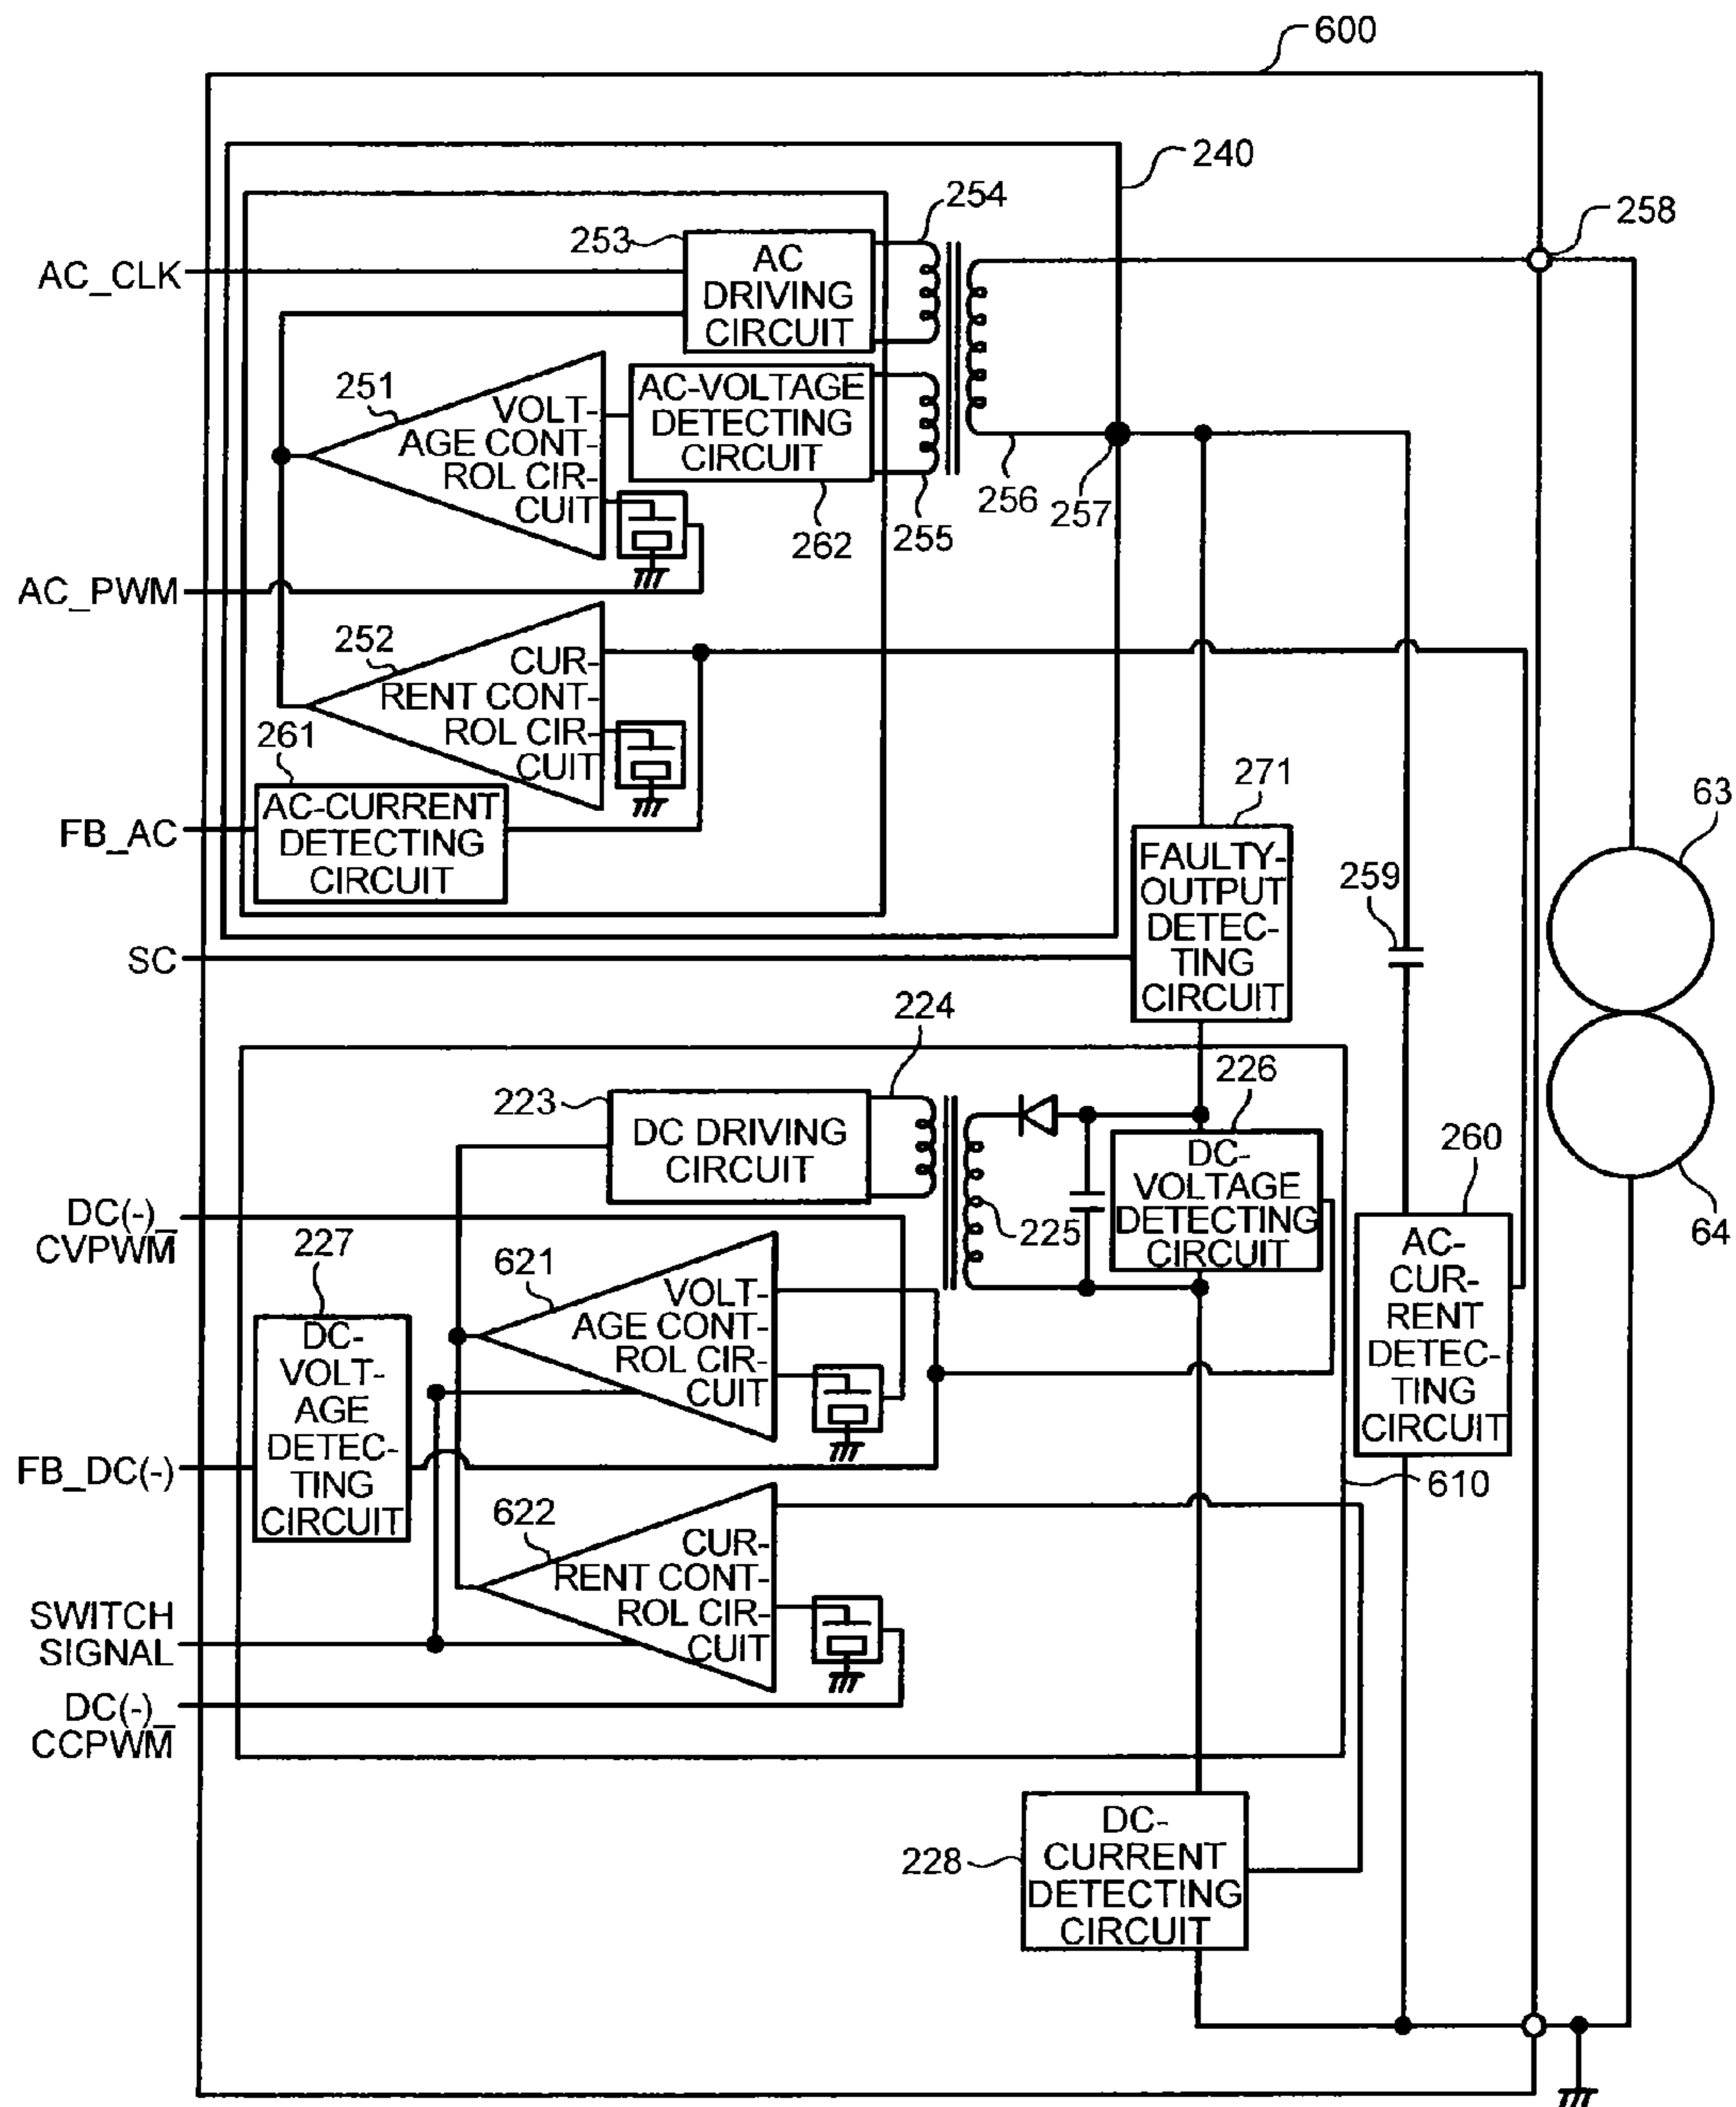 600
240
254
258
253
AC_CLK
AC
DRIVING
CIRCUIT
251
VOLT-
AGE CONT-
ROL CIR-
CUIT
AC-VOLTAGE
DETECTING
CIRCUIT
262
255
256
257
AC_PWM
252
CUR-
RENT CONT-
ROL CIR-
CUIT
261
AC-CURRENT
DETECTING
CIRCUIT
FB_AC
271
FAULTY-
OUTPUT
DETEC-
TING
CIRCUIT
259
63
SC
224
223
DC DRIVING
CIRCUIT
226
DC-
VOLTAGE
DETECTING
CIRCUIT
225
260
AC-
CUR-
RENT
DETEC-
TING
CIRCUIT
64
DC(-)_
CVPWM
227
DC-
VOLT-
AGE
DETEC-
TING
CIRCUIT
621
VOLT-
AGE CONT-
ROL CIR-
CUIT
FB_DC(-)
610
622
CUR-
RENT CONT-
ROL CIR-
CUIT
SWITCH
SIGNAL
DC(-)_
CCPWM
228
DC-
CURRENT
DETECTING
CIRCUIT